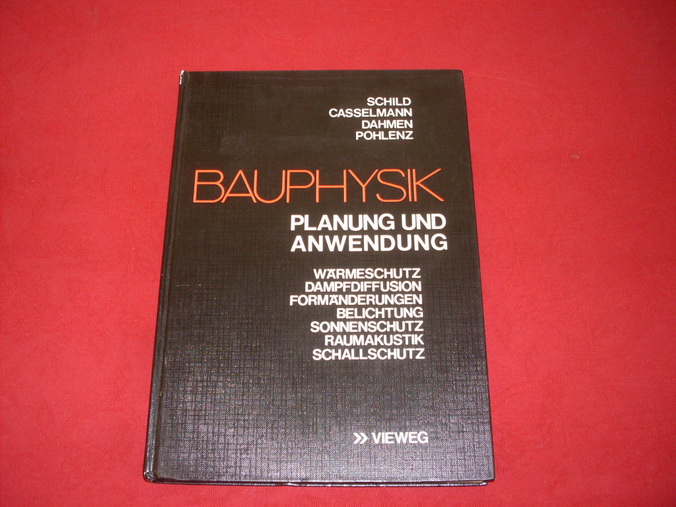 SCHILD
CASSELMANN
DAHMEN
POHLENZ
BAUPHYSIK
PLANUNG UND
ANWENDUNG
WÄRMESCHUTZ
DAMPFDIFFUSION
FORMÄNDERUNGEN
BELICHTUNG
SONNENSCHUTZ
RAUMAKUSTIK
SCHALLSCHUTZ
VIEWEG